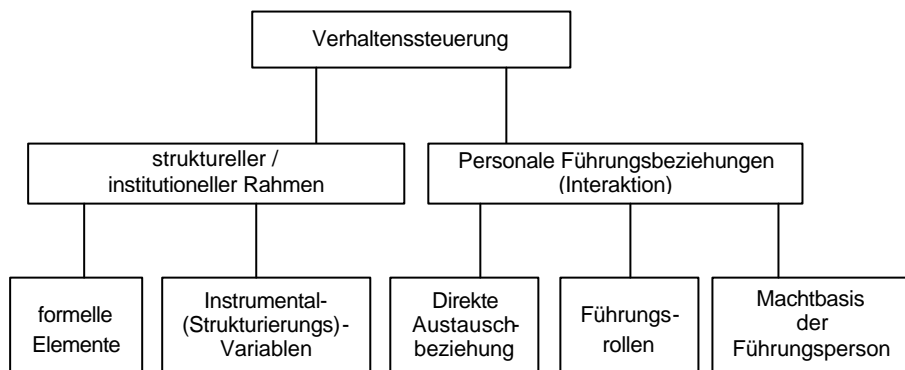 Verhaltenssteuerung
struktureller /
institutioneller Rahmen
Personale Führungsbeziehungen
(Interaktion)
formelle
Elemente
Instrumental-
(Strukturierungs)-
Variablen
Direkte
Austausch-
beziehung
Führungs-
rollen
Machtbasis
der
Führungsperson